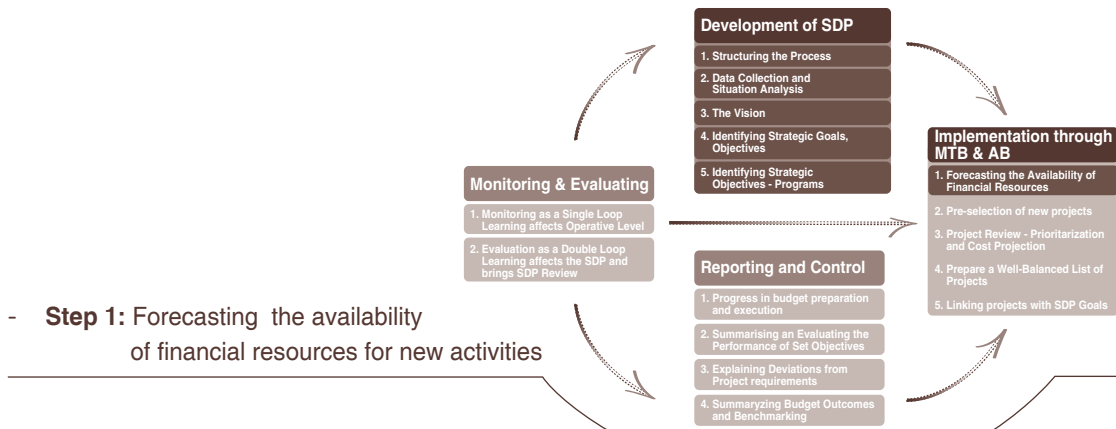 Development of SDP
1. Structuring the Process
2. Data Collection and
Situation Analysis
3. The Vision
4. Identifying Strategic Goals,
Objectives
5. Identifying Strategic
Objectives - Programs
Monitoring & Evaluating
1. Monitoring as a Single Loop
Learning affects Operative Level
2. Evaluation as a Double Loop
Learning affects the SDP and
brings SDP Review
Implementation through
MTB & AB
1. Forecasting the Availability of
Financial Resources
2. Pre-selection of new projects
3. Project Review - Prioritarization
and Cost Projection
4. Prepare a Well-Balanced List of
Projects
5. Linking projects with SDP Goals
Reporting and Control
1. Progress in budget preparation
and execution
2. Summarising an Evaluating the
Performance of Set Objectives
3. Explaining Deviations from
Project requirements
4. Summaryzing Budget Outcomes
and Benchmarking
- Step 1: Forecasting the availability
of financial resources for new activities